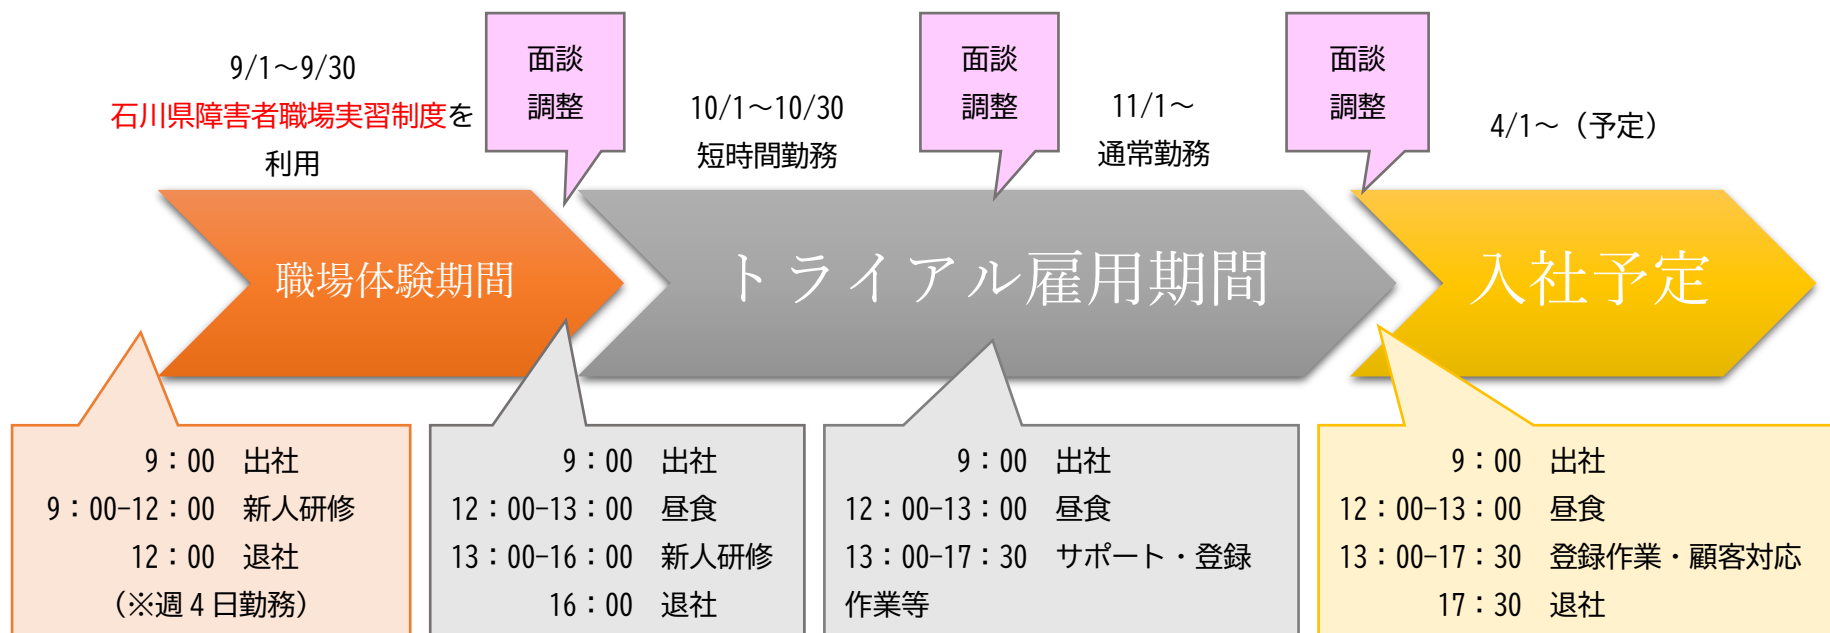 9/1～9/30
石川県障害者職場実習制度を
利用
面談
調整
10/1～10/30
短時間勤務
面談
調整
11/1～
通常勤務
面談
調整
4/1～（予定）
職場体験期間
トライアル雇用期間
入社予定
9：00　出社
9：00-12：00　新人研修
12：00　退社
（※週4日勤務）
9：00　出社
12：00-13：00　昼食
13：00-16：00　新人研修
16：00　退社
9：00　出社
12：00-13：00　昼食
13：00-17：30　サポート・登録
作業等
9：00　出社
12：00-13：00　昼食
13：00-17：30　登録作業・顧客対応
17：30　退社